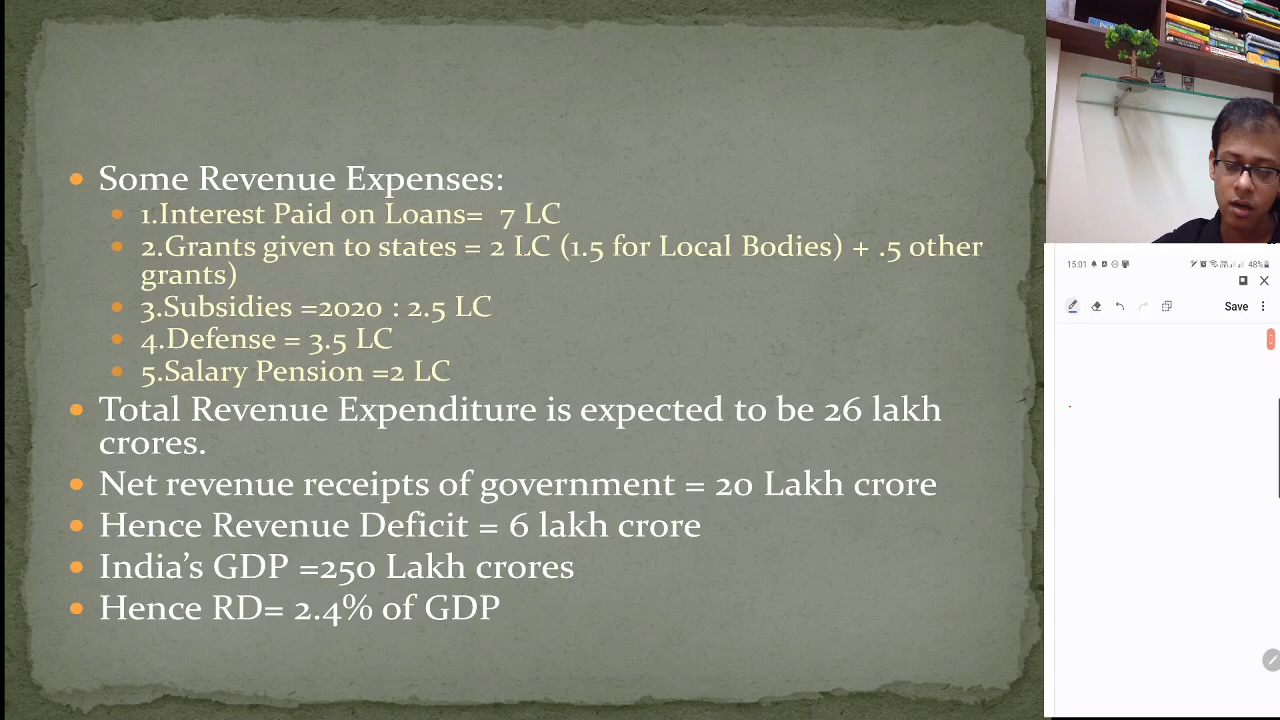 Some Revenue Expenses:
1.Interest Paid on Loans=  7 LC
2.Grants given to states = 2 LC (1.5 for Local Bodies) + .5 other
grants)
3.Subsidies =2020 : 2.5 LC
4.Defense = 3.5 LC
5.Salary Pension =2 LC
Total Revenue Expenditure is expected to be 26 lakh
crores.
Net revenue receipts of government = 20 Lakh crore
Hence Revenue Deficit = 6 lakh crore
India’s GDP =250 Lakh crores
Hence RD= 2.4% of GDP
15:01
48%
Save